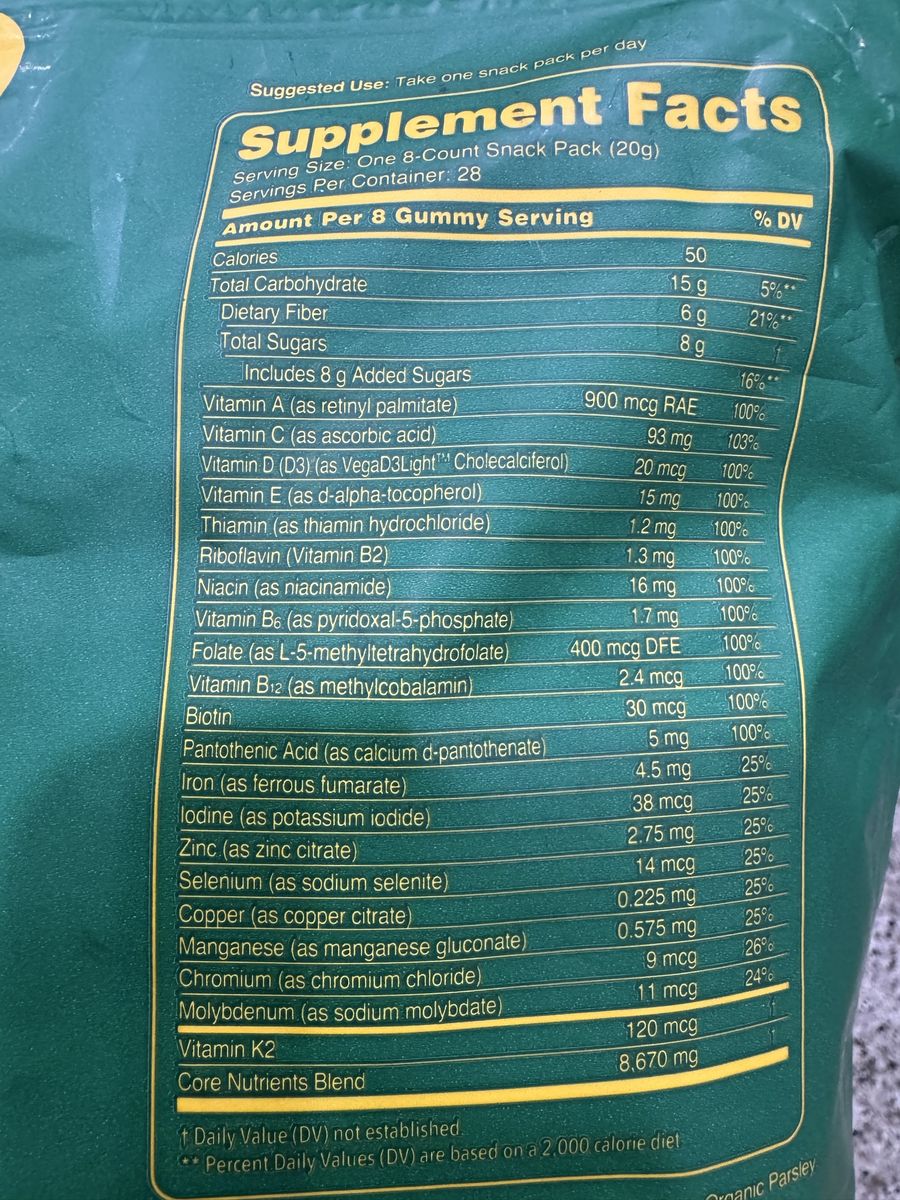 Suggested Use: Take one snack pack per day
Supplement Facts
Serving Size: One 8-Count Snack Pack (20g)
Servings Per Container: 28
Amount Per 8 Gummy Serving % DV
Calories 50
Total Carbohydrate 15 g 5%**
Dietary Fiber 6 g 21%**
Total Sugars 8 g †
Includes 8 g Added Sugars 16%**
Vitamin A (as retinyl palmitate) 900 mcg RAE 100%
Vitamin C (as ascorbic acid) 93 mg 103%
Vitamin D (D3) (as VegaD3Light™ Cholecalciferol) 20 mcg 100%
Vitamin E (as d-alpha-tocopherol) 15 mg 100%
Thiamin (as thiamin hydrochloride) 1.2 mg 100%
Riboflavin (Vitamin B2) 1.3 mg 100%
Niacin (as niacinamide) 16 mg 100%
Vitamin B6 (as pyridoxal-5-phosphate) 1.7 mg 100%
Folate (as L-5-methyltetrahydrofolate) 400 mcg DFE 100%
Vitamin B12 (as methylcobalamin) 2.4 mcg 100%
Biotin 30 mcg 100%
Pantothenic Acid (as calcium d-pantothenate) 5 mg 100%
Iron (as ferrous fumarate) 4.5 mg 25%
Iodine (as potassium iodide) 38 mcg 25%
Zinc (as zinc citrate) 2.75 mg 25%
Selenium (as sodium selenite) 14 mcg 25%
Copper (as copper citrate) 0.225 mg 25%
Manganese (as manganese gluconate) 0.575 mg 25%
Chromium (as chromium chloride) 9 mcg 26%
Molybdenum (as sodium molybdate) 11 mcg 24%
Vitamin K2 120 mcg †
Core Nutrients Blend 8,670 mg †
† Daily Value (DV) not established.
** Percent Daily Values (DV) are based on a 2,000 calorie diet
Organic Parsley